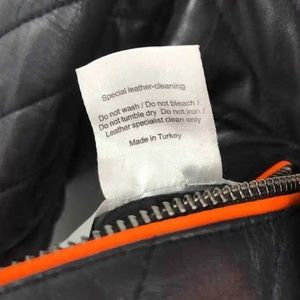 Special leather-cleaning
Do not wash / Do not bleach /
Do not tumble dry Do not iron /
Leather specialist clean only
Made in Turkey